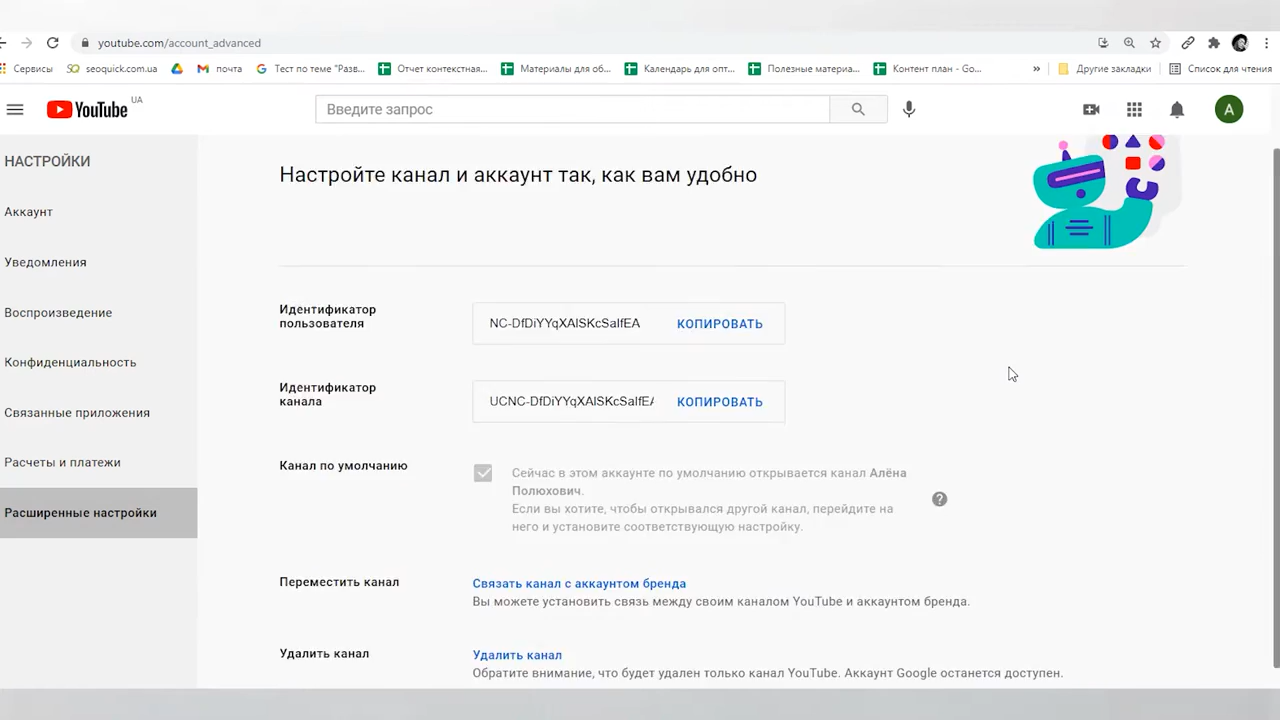 youtube.com/account_advanced
Сервисы
seoquick.com.ua
почта
Тест по теме "Разв...
Отчет контекстная...
Материалы для об...
Календарь для опт...
Полезные материа...
Контент план - Go...
»
Другие закладки
Список для чтения
YouTube UA
Введите запрос
A
НАСТРОЙКИ
Аккаунт
Уведомления
Воспроизведение
Конфиденциальность
Связанные приложения
Расчеты и платежи
Расширенные настройки
Настройте канал и аккаунт так, как вам удобно
Идентификатор
пользователя
NC-DfDiYYqXAlSKcSaIfEA
КОПИРОВАТЬ
Идентификатор
канала
UCNC-DfDiYYqXAlSKcSaIfEA
КОПИРОВАТЬ
Канал по умолчанию
Сейчас в этом аккаунте по умолчанию открывается канал Алёна
Полюхович.
Если вы хотите, чтобы открывался другой канал, перейдите на
него и установите соответствующую настройку.
?
Переместить канал
Связать канал с аккаунтом бренда
Вы можете установить связь между своим каналом YouTube и аккаунтом бренда.
Удалить канал
Удалить канал
Обратите внимание, что будет удален только канал YouTube. Аккаунт Google останется доступен.